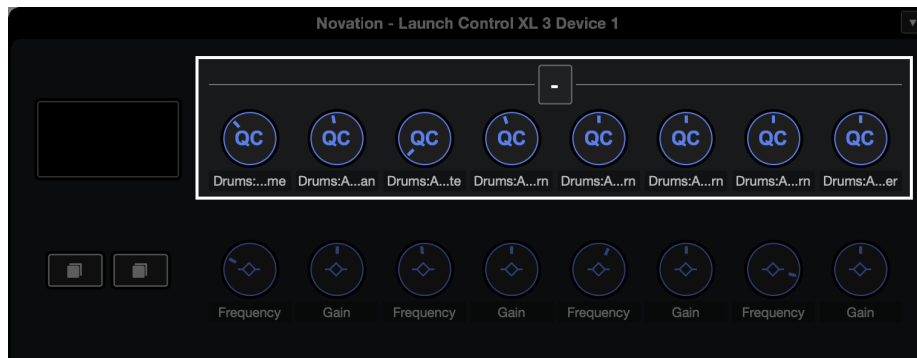 Novation - Launch Control XL 3 Device 1
-
QC QC QC QC QC QC QC QC
Drums:...me Drums:A...an Drums:A...te Drums:A...rn Drums:A...rn Drums:A...rn Drums:A...rn Drums:A...er
Frequency Gain Frequency Gain Frequency Gain Frequency Gain